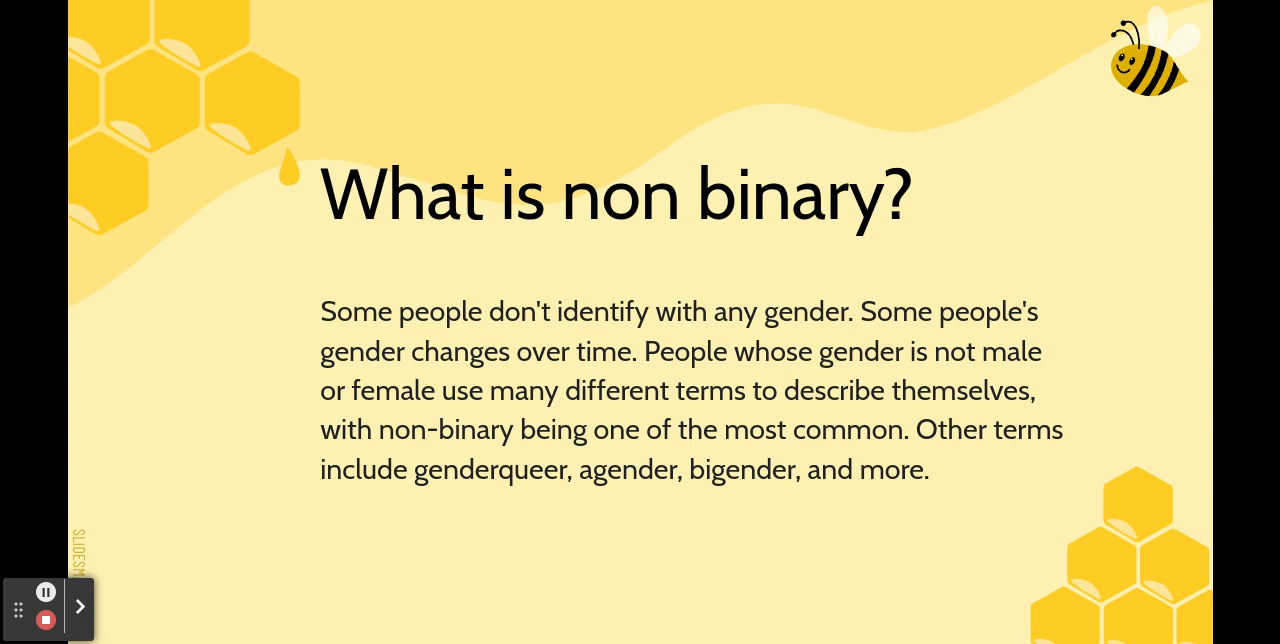 What is non binary?
Some people don't identify with any gender. Some people's
gender changes over time. People whose gender is not male
or female use many different terms to describe themselves,
with non-binary being one of the most common. Other terms
include genderqueer, agender, bigender, and more.